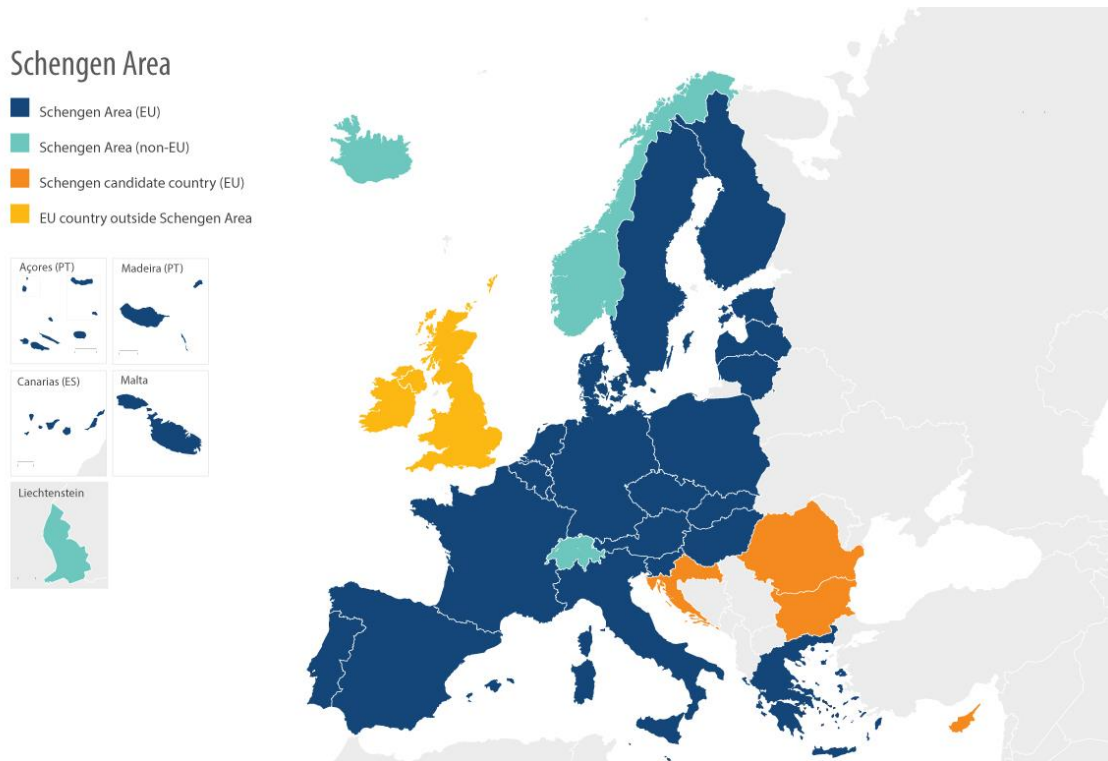 Schengen Area
Schengen Area (EU)
Schengen Area (non-EU)
Schengen candidate country (EU)
EU country outside Schengen Area
Açores (PT)
Madeira (PT)
Canarias (ES)
Malta
Liechtenstein